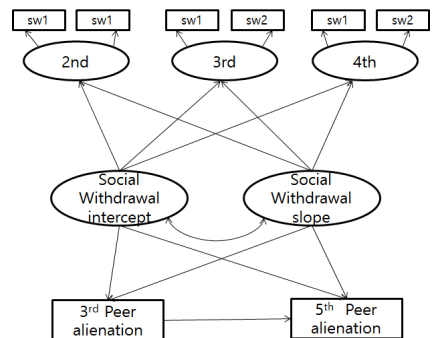 sw1 sw1 sw1 sw2 sw1 sw2
2nd 3rd 4th
Social
Withdrawal
intercept
Social
Withdrawal
slope
3rd Peer
alienation
5th Peer
alienation